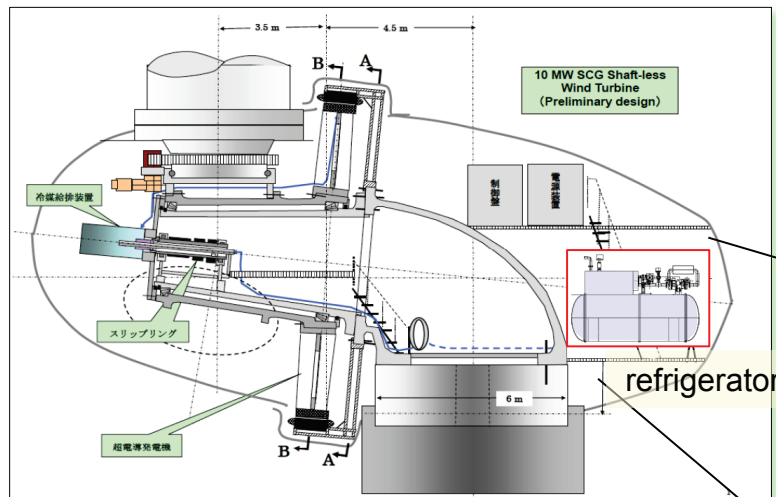 3.5 m
4.5 m
B
A
10 MW SCG Shaft-less
Wind Turbine
（Preliminary design）
冷媒給排装置
制御盤
電源装置
スリップリング
refrigerator
6 m
超電導発電機
B
A